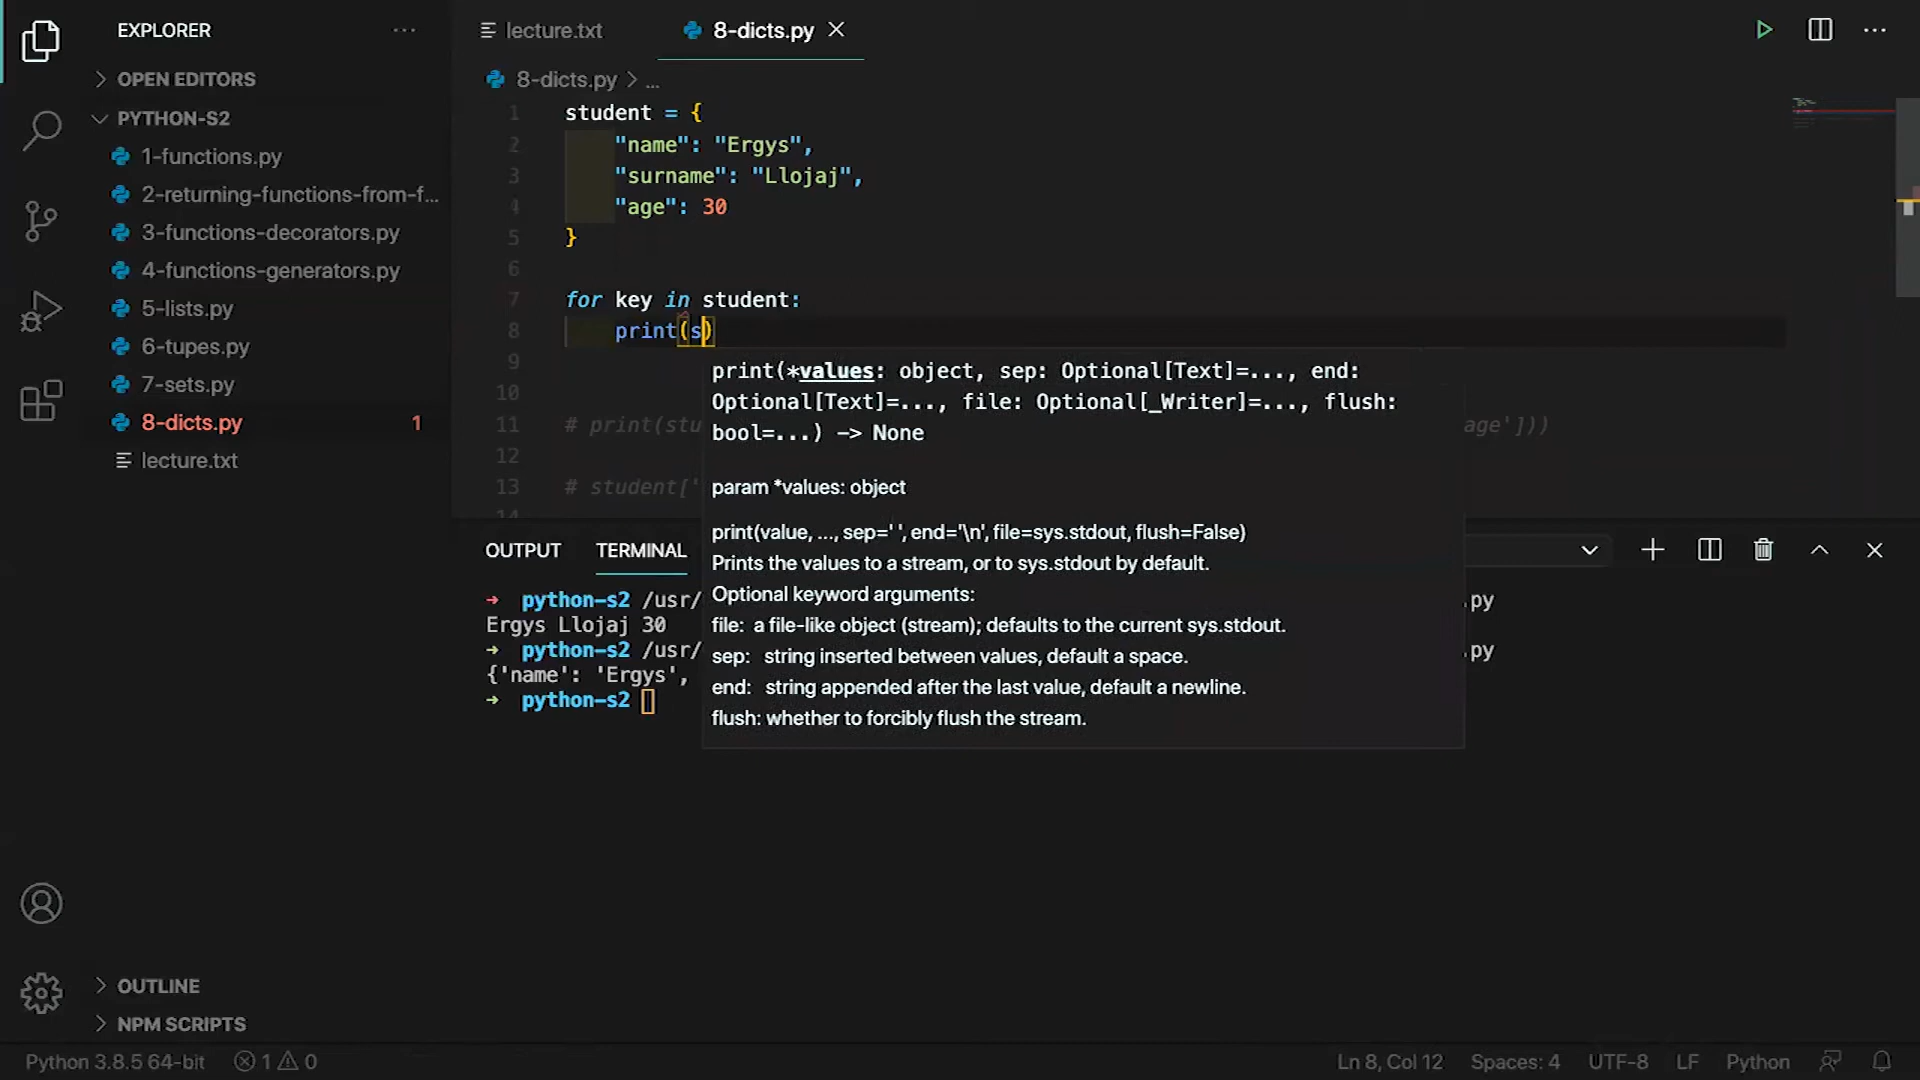 EXPLORER
OPEN EDITORS
PYTHON-S2
1-functions.py
2-returning-functions-from-f...
3-functions-decorators.py
4-functions-generators.py
5-lists.py
6-tupes.py
7-sets.py
8-dicts.py 1
lecture.txt
OUTLINE
NPM SCRIPTS
lecture.txt
8-dicts.py
8-dicts.py > ...
1 student = {
2 "name": "Ergys",
3 "surname": "Llojaj",
4 "age": 30
5 }
6
7 for key in student:
8 print(s)
9
10
11 # print(stu age']))
12
13 # student['
14
print(*values: object, sep: Optional[Text]=..., end:
Optional[Text]=..., file: Optional[_Writer]=..., flush:
bool=...) -> None
param *values: object
print(value, ..., sep=' ', end='\n', file=sys.stdout, flush=False)
Prints the values to a stream, or to sys.stdout by default.
Optional keyword arguments:
file: a file-like object (stream); defaults to the current sys.stdout.
sep: string inserted between values, default a space.
end: string appended after the last value, default a newline.
flush: whether to forcibly flush the stream.
OUTPUT TERMINAL
→ python-s2 /usr/ .py
Ergys Llojaj 30
→ python-s2 /usr/ .py
{'name': 'Ergys',
→ python-s2
Python 3.8.5 64-bit 1 0 Ln 8, Col 12 Spaces: 4 UTF-8 LF Python